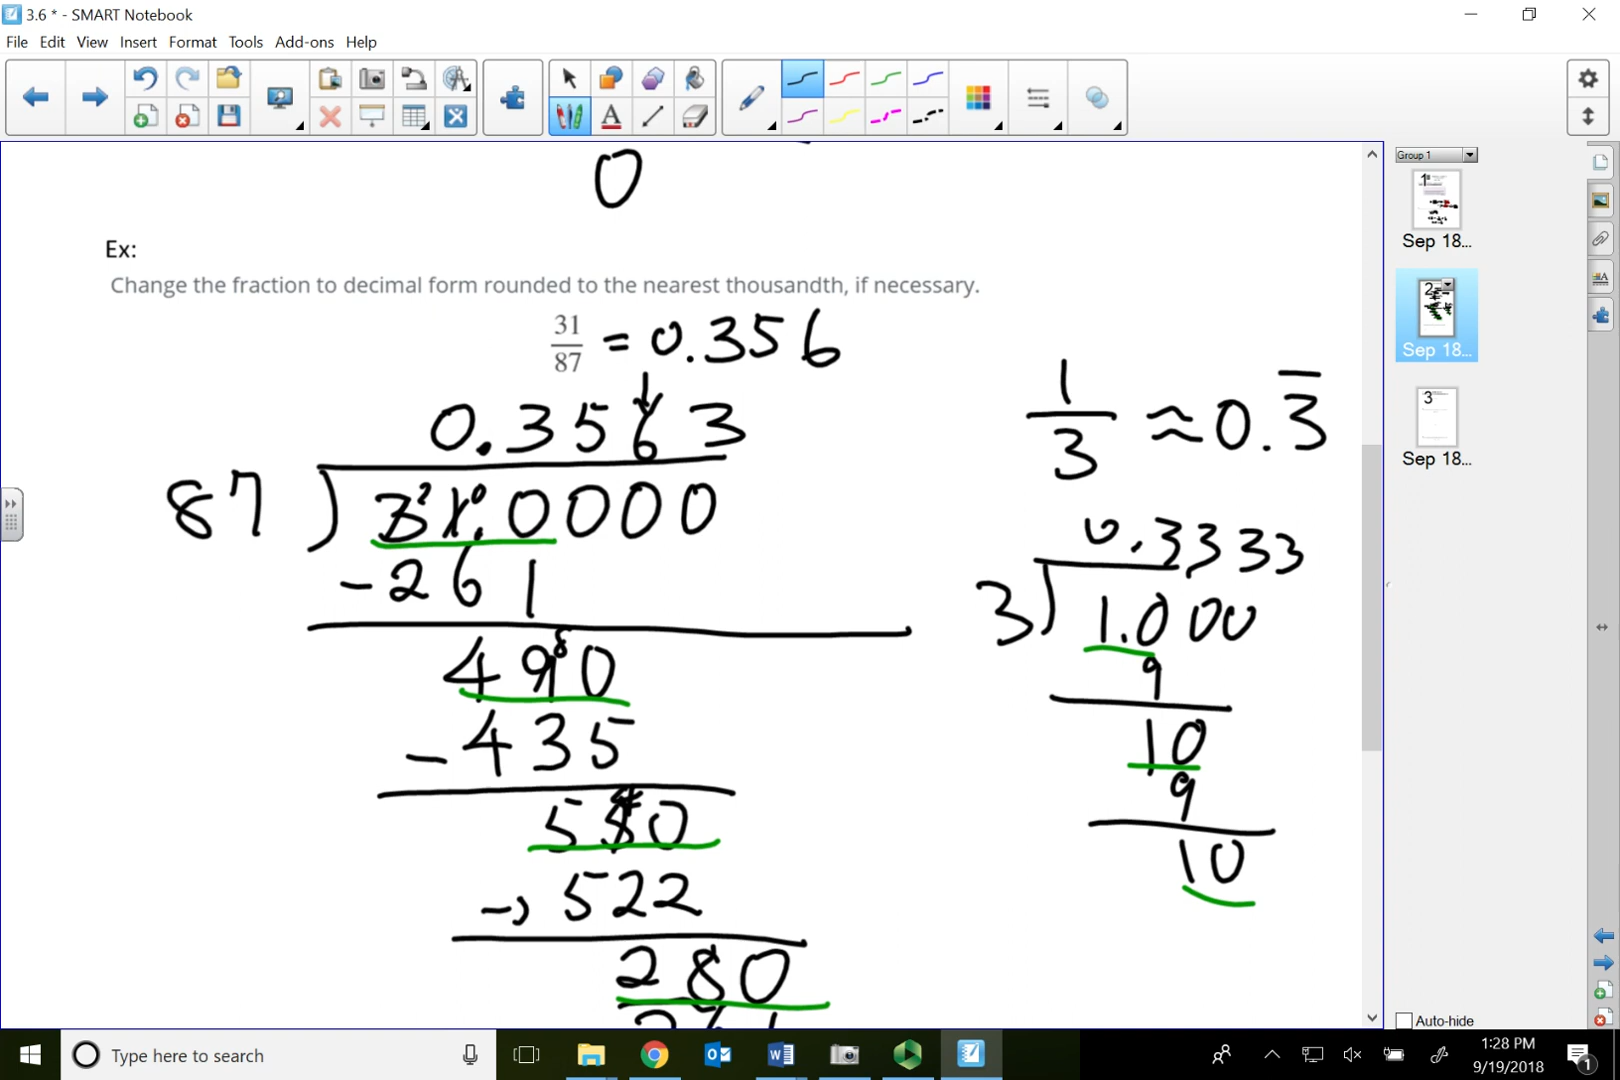 3.6 * - SMART Notebook
File Edit View Insert Format Tools Add-ons Help
Group 1
1
Sep 18...
2
Sep 18...
3
Sep 18...
0
Ex:
Change the fraction to decimal form rounded to the nearest thousandth, if necessary.
31
87
= 0.356
0.3563
87 ) 31.0000
- 261
490
- 435
550
- 522
280
1
3
≈ 0.3̅
0.3333
3 ) 1.000
9
10
9
10
Auto-hide
Type here to search
1:28 PM
9/19/2018
1